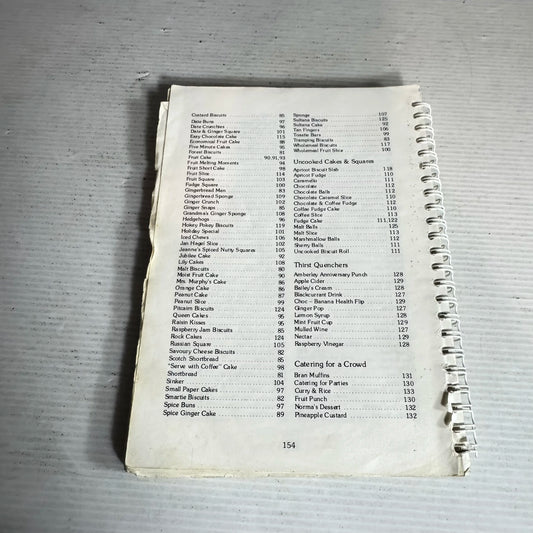 Custard Biscuits 85
Date Buns 97
Date Crunchies 96
Date & Ginger Square 101
Easy Chocolate Cake 115
Economical Fruit Cake 88
Five Minute Cakes 95
Forest Biscuits 81
Fruit Cake 90,91,93
Fruit Melting Moments 94
Fruit Short Cake 98
Fruit Slice 114
Fruit Square 103
Fudge Square 100
Gingerbread Men 83
Gingerbread Sponge 109
Ginger Crunch 102
Ginger Snaps 85
Grandma's Ginger Sponge 108
Hedgehogs 96
Hokey Pokey Biscuits 119
Holiday Special 101
Iced Chews 106
Jan Hagel Slice 102
Jeanne's Spiced Nutty Squares 105
Jubilee Cake 92
Lily Cakes 108
Malt Biscuits 80
Moist Fruit Cake 90
Mrs. Murphy's Cake 86
Orange Cake 86
Peanut Cake 87
Peanut Slice 99
Pitcairn Biscuits 124
Queen Cakes 95
Raisin Kisses 95
Raspberry Jam Biscuits 85
Rock Cakes 124
Russian Square 105
Savoury Cheese Biscuits 82
Scotch Shortbread 85
"Serve with Coffee" Cake 98
Shortbread 81
Sinker 104
Small Paper Cakes 97
Smartie Biscuits 82
Spice Buns 97
Spice Ginger Cake 89
Sponge 107
Sultana Biscuits 125
Sultana Cake 92
Tan Fingers 106
Tosatie Bars 99
Tramping Biscuits 83
Wholemeal Biscuits 117
Wholemeal Fruit Slice 100
Uncooked Cakes & Squares
Apricot Biscuit Slab 118
Apricot Fudge 110
Caramello 111
Chocolate 112
Chocolate Balls 112
Chocolate Caramel Slice 110
Chocolate & Coffee Fudge 112
Coffee Fudge Cake 110
Coffee Slice 113
Fudge Cake 111,122
Malt Balls 125
Malt Slice 113
Marshmallow Balls 112
Sherry Balls 111
Uncooked Biscuit Roll 111
Thirst Quenchers
Amberley Anniversary Punch 128
Apple Cider 129
Bailey's Cream 128
Blackcurrant Drink 127
Choc - Banana Health Flip 129
Ginger Pop 127
Lemon Syrup 128
Mint Fruit Cup 129
Mulled Wine 127
Nectar 129
Raspberry Vinegar 128
Catering for a Crowd
Bran Muffins 131
Catering for Parties 130
Curry & Rice 133
Fruit Punch 130
Norma's Dessert 132
Pineapple Custard 132
154